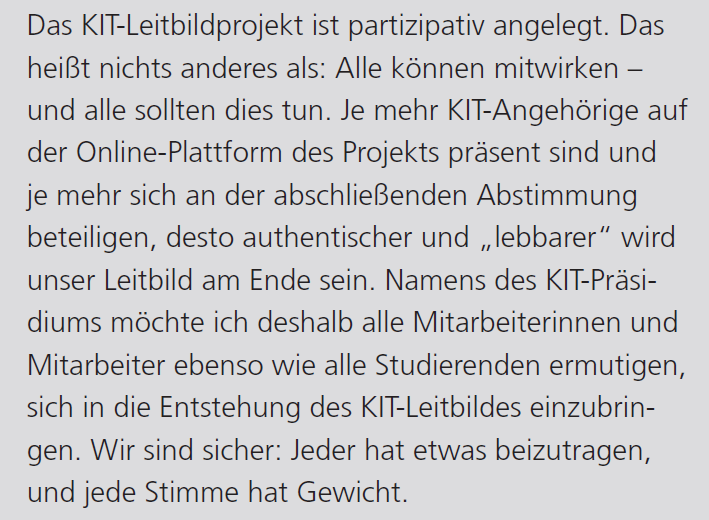 Das KIT-Leitbildprojekt ist partizipativ angelegt. Das
heißt nichts anderes als: Alle können mitwirken –
und alle sollten dies tun. Je mehr KIT-Angehörige auf
der Online-Plattform des Projekts präsent sind und
je mehr sich an der abschließenden Abstimmung
beteiligen, desto authentischer und „lebbarer“ wird
unser Leitbild am Ende sein. Namens des KIT-Präsi-
diums möchte ich deshalb alle Mitarbeiterinnen und
Mitarbeiter ebenso wie alle Studierenden ermutigen,
sich in die Entstehung des KIT-Leitbildes einzubrin-
gen. Wir sind sicher: Jeder hat etwas beizutragen,
und jede Stimme hat Gewicht.